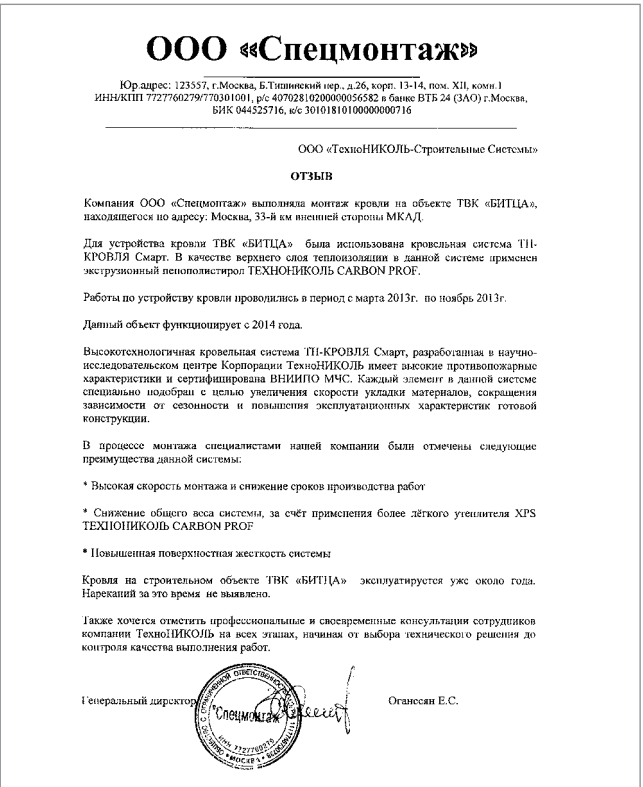 ООО «Спецмонтаж»
Юр.адрес: 123557, г.Москва, Б.Тишинский пер., д.26, корп. 13-14, пом. XII, комн.1
ИНН/КПП 7727760279/770301001, р/с 40702810200000056582 в банке ВТБ 24 (ЗАО) г.Москва,
БИК 044525716, к/с 30101810100000000716
ООО «ТехноНИКОЛЬ-Строительные Системы»
ОТЗЫВ
Компания ООО «Спецмонтаж» выполняла монтаж кровли на объекте ТВК «БИТЦА»,
находящегося по адресу: Москва, 33-й км внешней стороны МКАД.
Для устройства кровли ТВК «БИТЦА» была использована кровельная система ТН-
КРОВЛЯ Смарт. В качестве верхнего слоя теплоизоляции в данной системе применен
экструзионный пенополистирол ТЕХНОНИКОЛЬ CARBON PROF.
Работы по устройству кровли проводились в период с марта 2013г. по ноябрь 2013г.
Данный объект функционирует с 2014 года.
Высокотехнологичная кровельная система ТН-КРОВЛЯ Смарт, разработанная в научно-
исследовательском центре Корпорации ТехноНИКОЛЬ имеет высокие противопожарные
характеристики и сертифицирована ВНИИПО МЧС. Каждый элемент в данной системе
специально подобран с целью увеличения скорости укладки материалов, сокращения
зависимости от сезонности и повышения эксплуатационных характеристик готовой
конструкции.
В процессе монтажа специалистами нашей компании были отмечены следующие
преимущества данной системы:
* Высокая скорость монтажа и снижение сроков производства работ
* Снижение общего веса системы, за счёт применения более лёгкого утеплителя XPS
ТЕХНОНИКОЛЬ CARBON PROF
* Повышенная поверхностная жесткость системы
Кровля на строительном объекте ТВК «БИТЦА» эксплуатируется уже около года.
Нареканий за это время не выявлено.
Также хочется отметить профессиональные и своевременные консультации сотрудников
компании ТехноНИКОЛЬ на всех этапах, начиная от выбора технического решения до
контроля качества выполнения работ.
Генеральный директор
Оганесян Е.С.
ОБЩЕСТВО С ОГРАНИЧЕННОЙ ОТВЕТСТВЕННОСТЬЮ
"Спецмонтаж"
ИНН 7727760279
МОСКВА